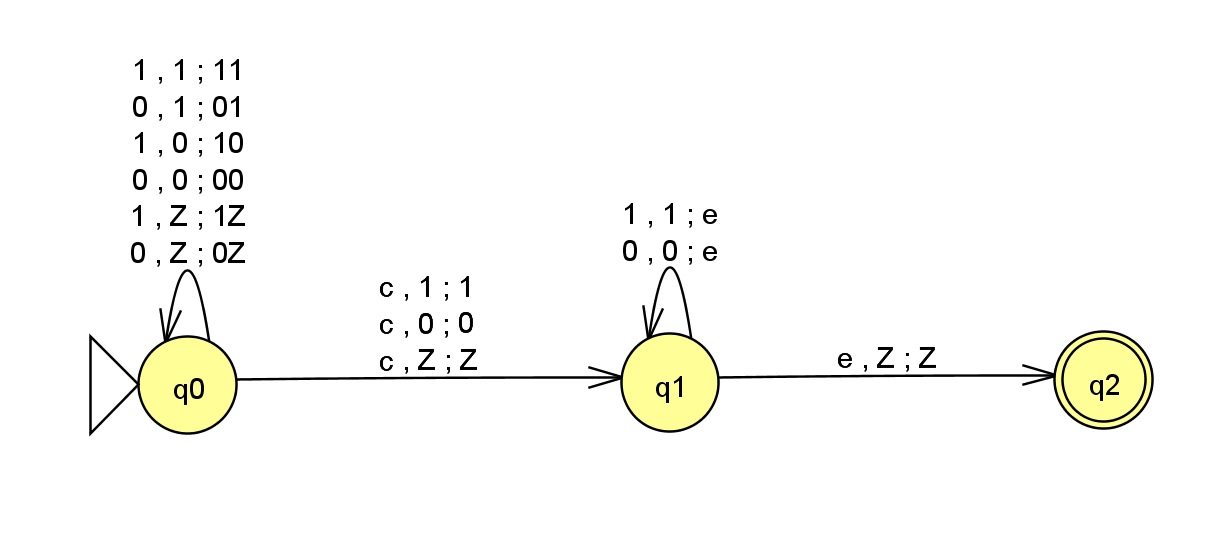 1 , 1 ; 11
0 , 1 ; 01
1 , 0 ; 10
0 , 0 ; 00
1 , Z ; 1Z
0 , Z ; 0Z
1 , 1 ; e
0 , 0 ; e
c , 1 ; 1
c , 0 ; 0
c , Z ; Z
e , Z ; Z
q0
q1
q2